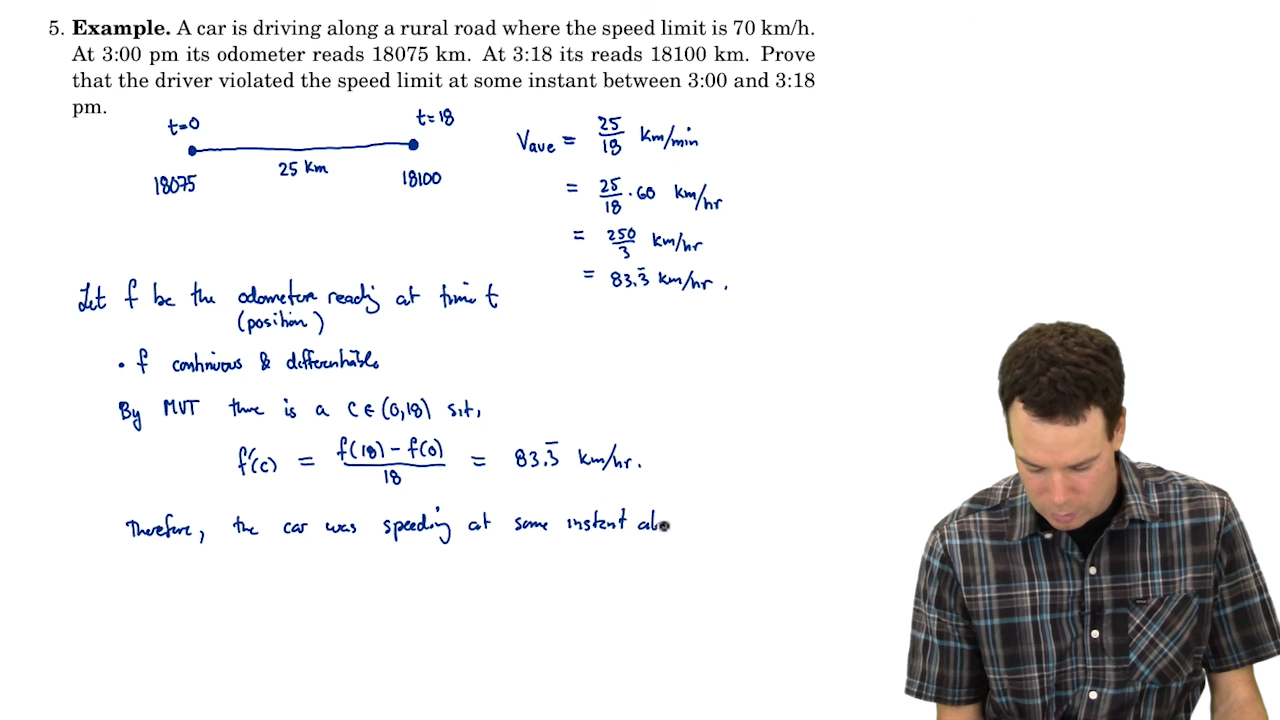 5. Example. A car is driving along a rural road where the speed limit is 70 km/h.
At 3:00 pm its odometer reads 18075 km. At 3:18 its reads 18100 km. Prove
that the driver violated the speed limit at some instant between 3:00 and 3:18
pm.
t=0
t=18
25 km
18075
18100
Vave = 25/18 km/min
= 25/18 · 60 km/hr
= 250/3 km/hr
= 83.3̅ km/hr.
Let f be the odometer reading at time t
(position)
• f continuous & differentiable
By MVT there is a c ∈ (0,18) s.t.
f'(c) = f(18) - f(0) / 18 = 83.3̅ km/hr.
Therefore, the car was speeding at some instant alo